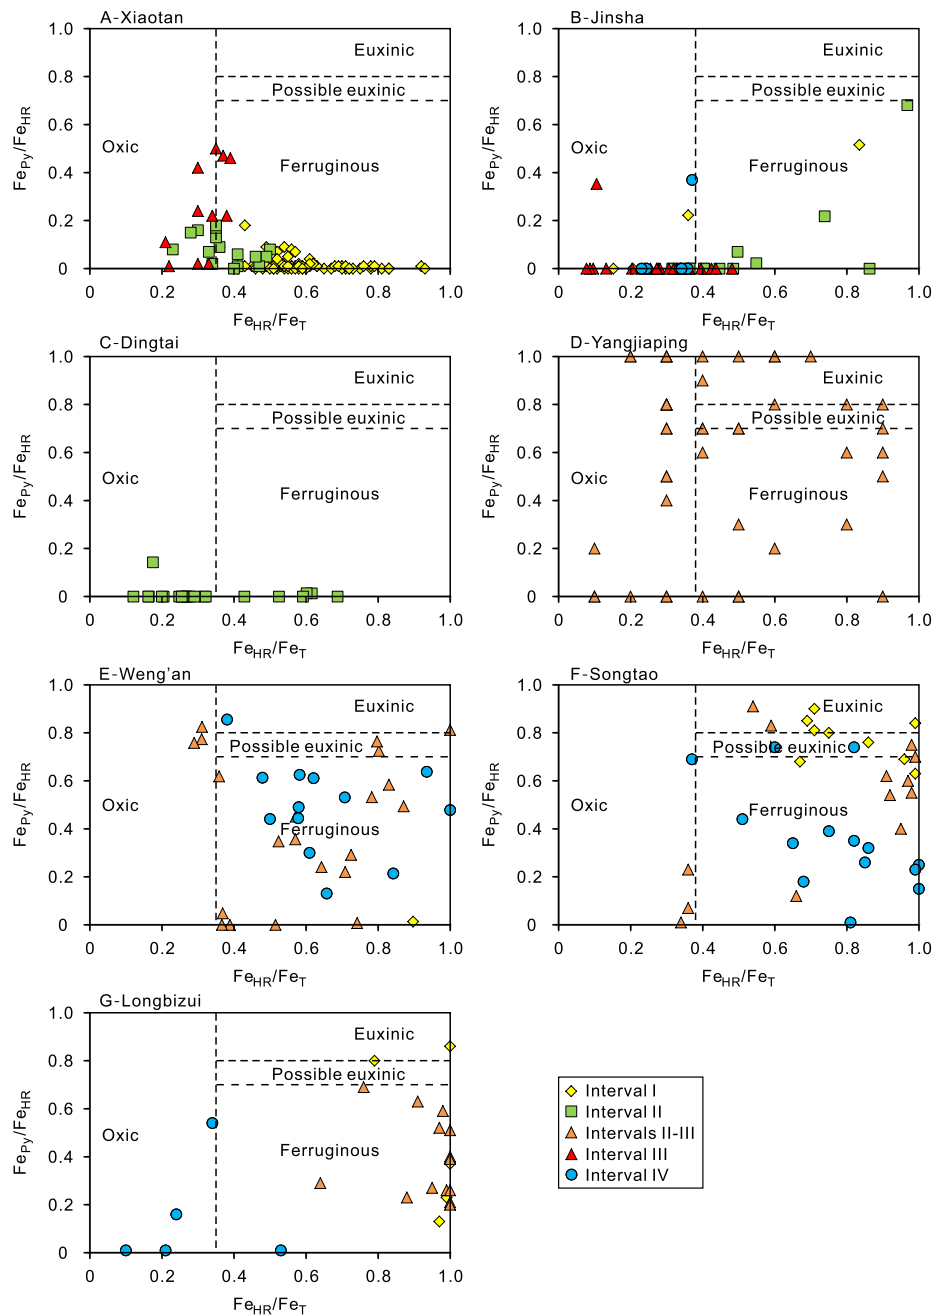 A-Xiaotan
1.0
0.8
0.6
0.4
0.2
0
Euxinic
Possible euxinic
Oxic
Ferruginous
0 0.2 0.4 0.6 0.8 1.0
FePy/FeHR
FeHR/FeT
B-Jinsha
1.0
0.8
0.6
0.4
0.2
0
Euxinic
Possible euxinic
Oxic
Ferruginous
0 0.2 0.4 0.6 0.8 1.0
FePy/FeHR
FeHR/FeT
C-Dingtai
1.0
0.8
0.6
0.4
0.2
0
Euxinic
Possible euxinic
Oxic
Ferruginous
0 0.2 0.4 0.6 0.8 1.0
FePy/FeHR
FeHR/FeT
D-Yangjiaping
1.0
0.8
0.6
0.4
0.2
0
Euxinic
Possible euxinic
Oxic
Ferruginous
0 0.2 0.4 0.6 0.8 1.0
FePy/FeHR
FeHR/FeT
E-Weng'an
1.0
0.8
0.6
0.4
0.2
0
Euxinic
Possible euxinic
Oxic
Ferruginous
0 0.2 0.4 0.6 0.8 1.0
FePy/FeHR
FeHR/FeT
F-Songtao
1.0
0.8
0.6
0.4
0.2
0
Euxinic
Possible euxinic
Oxic
Ferruginous
0 0.2 0.4 0.6 0.8 1.0
FePy/FeHR
FeHR/FeT
G-Longbizui
1.0
0.8
0.6
0.4
0.2
0
Euxinic
Possible euxinic
Oxic
Ferruginous
0 0.2 0.4 0.6 0.8 1.0
FePy/FeHR
FeHR/FeT
Interval I
Interval II
Intervals II-III
Interval III
Interval IV